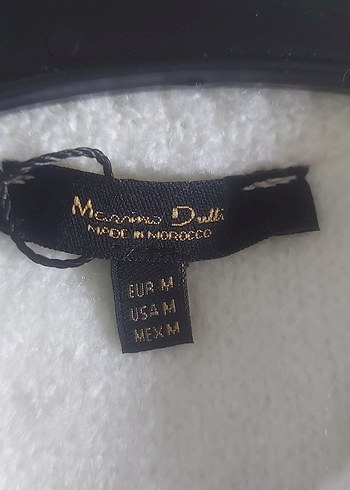 Massimo Dutti
MADE IN MOROCCO
EUR M
USA M
MEX M